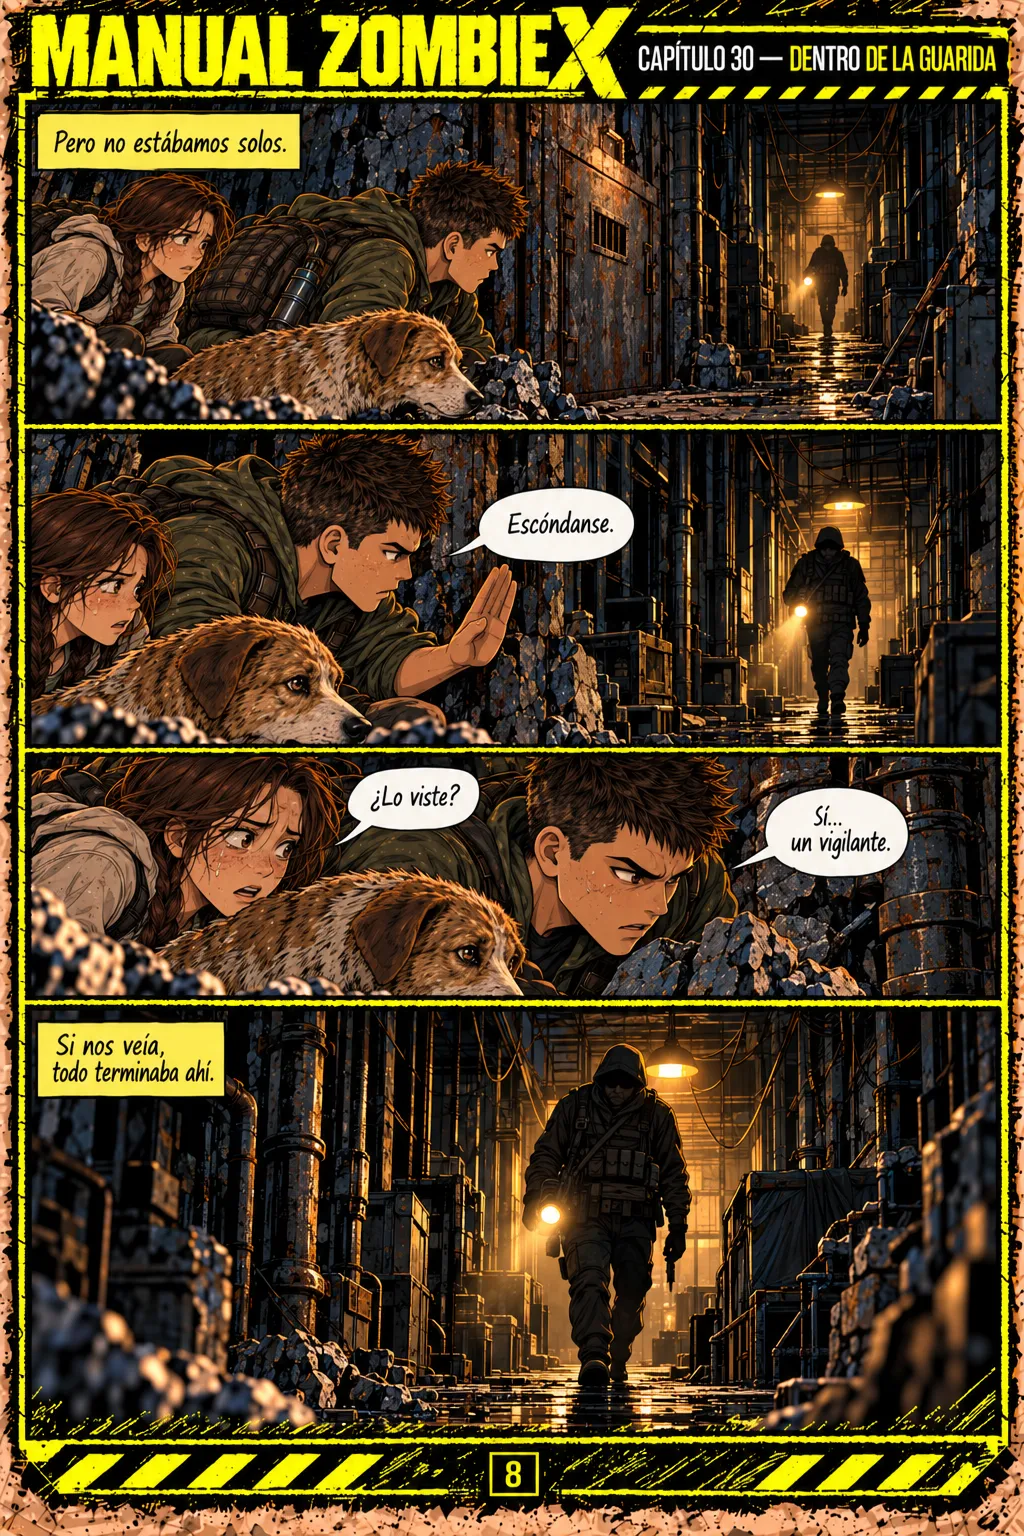 MANUAL ZOMBIE X
CAPÍTULO 30 — DENTRO DE LA GUARIDA
Pero no estábamos solos.
Escóndanse.
¿Lo viste?
Sí...
un vigilante.
Si nos veía,
todo terminaba ahí.
8